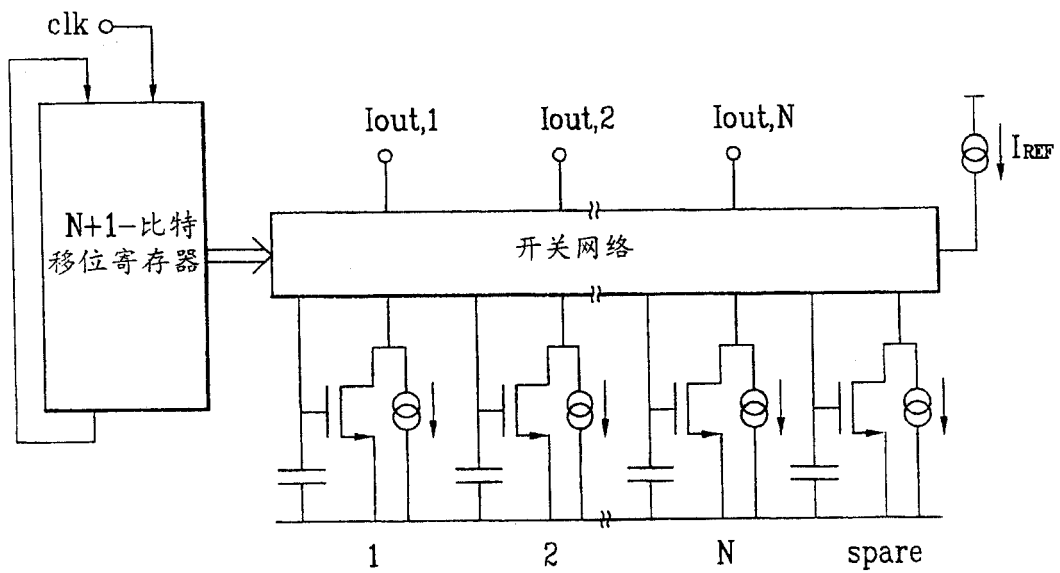 clk
Iout,1
Iout,2
Iout,N
IREF
N+1-比特
移位寄存器
开关网络
1
2
N
spare